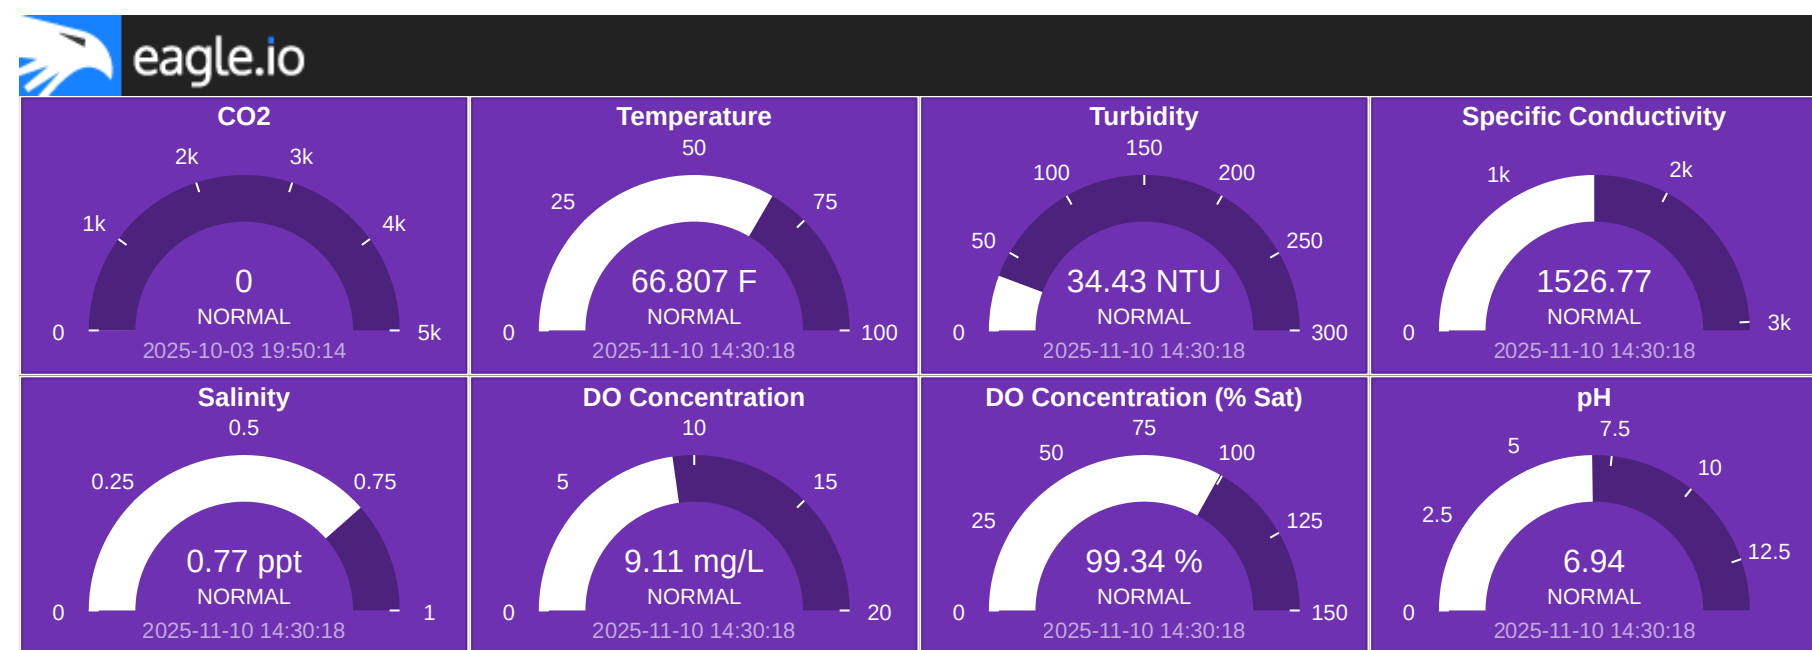 eagle.io
CO2
2k 3k
1k 4k
0
NORMAL
0 5k
2025-10-03 19:50:14
Temperature
50
25 75
66.807 F
NORMAL
0 100
2025-11-10 14:30:18
Turbidity
150
100 200
50 250
34.43 NTU
NORMAL
0 300
2025-11-10 14:30:18
Specific Conductivity
1k 2k
1526.77
NORMAL
0 3k
2025-11-10 14:30:18
Salinity
0.5
0.25 0.75
0.77 ppt
NORMAL
0 1
2025-11-10 14:30:18
DO Concentration
10
5 15
9.11 mg/L
NORMAL
0 20
2025-11-10 14:30:18
DO Concentration (% Sat)
75
50 100
25 125
99.34 %
NORMAL
0 150
2025-11-10 14:30:18
pH
7.5
5 10
2.5 12.5
6.94
NORMAL
0
2025-11-10 14:30:18